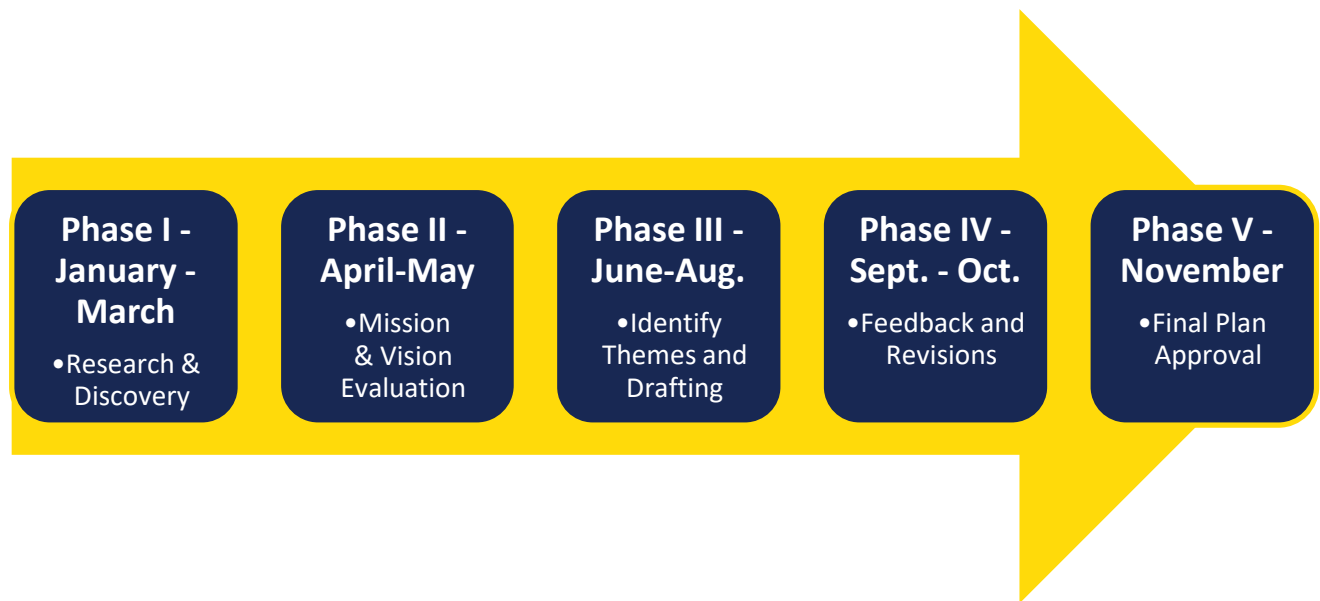 Phase I -
January -
March
•Research &
Discovery
Phase II -
April-May
•Mission
& Vision
Evaluation
Phase III -
June-Aug.
•Identify
Themes and
Drafting
Phase IV -
Sept. - Oct.
•Feedback and
Revisions
Phase V -
November
•Final Plan
Approval